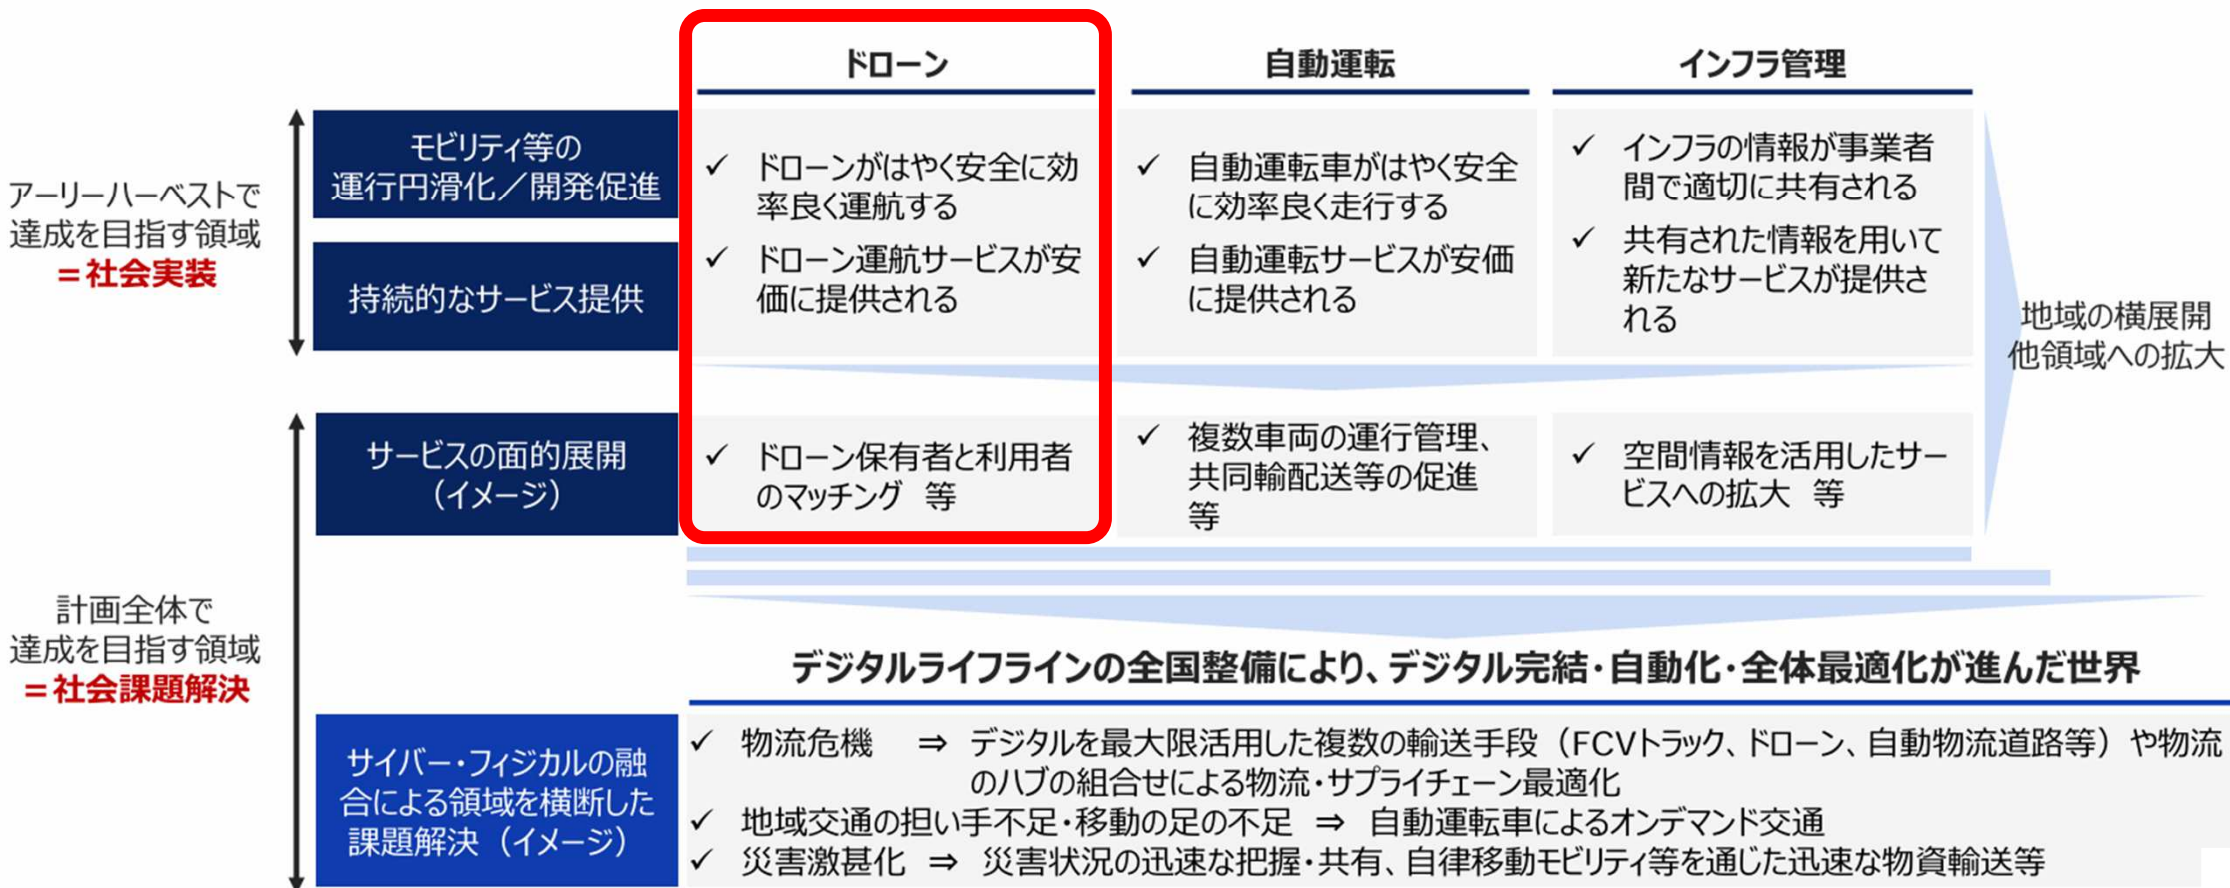 ドローン
自動運転
インフラ管理
アーリーハーベストで
達成を目指す領域
＝社会実装
モビリティ等の
運行円滑化／開発促進
持続的なサービス提供
✓ ドローンがはやく安全に効
率良く運航する
✓ ドローン運航サービスが安
価に提供される
✓ 自動運転車がはやく安全
に効率良く走行する
✓ 自動運転サービスが安価
に提供される
✓ インフラの情報が事業者
間で適切に共有される
✓ 共有された情報を用いて
新たなサービスが提供さ
れる
地域の横展開
他領域への拡大
計画全体で
達成を目指す領域
＝社会課題解決
サービスの面的展開
（イメージ）
✓ ドローン保有者と利用者
のマッチング 等
✓ 複数車両の運行管理、
共同輸配送等の促進
等
✓ 空間情報を活用したサー
ビスへの拡大 等
デジタルライフラインの全国整備により、デジタル完結・自動化・全体最適化が進んだ世界
サイバー・フィジカルの融
合による領域を横断した
課題解決（イメージ）
✓ 物流危機 ⇒ デジタルを最大限活用した複数の輸送手段（FCVトラック、ドローン、自動物流道路等）や物流
のハブの組合せによる物流・サプライチェーン最適化
✓ 地域交通の担い手不足・移動の足の不足 ⇒ 自動運転車によるオンデマンド交通
✓ 災害激甚化 ⇒ 災害状況の迅速な把握・共有、自律移動モビリティ等を通じた迅速な物資輸送等